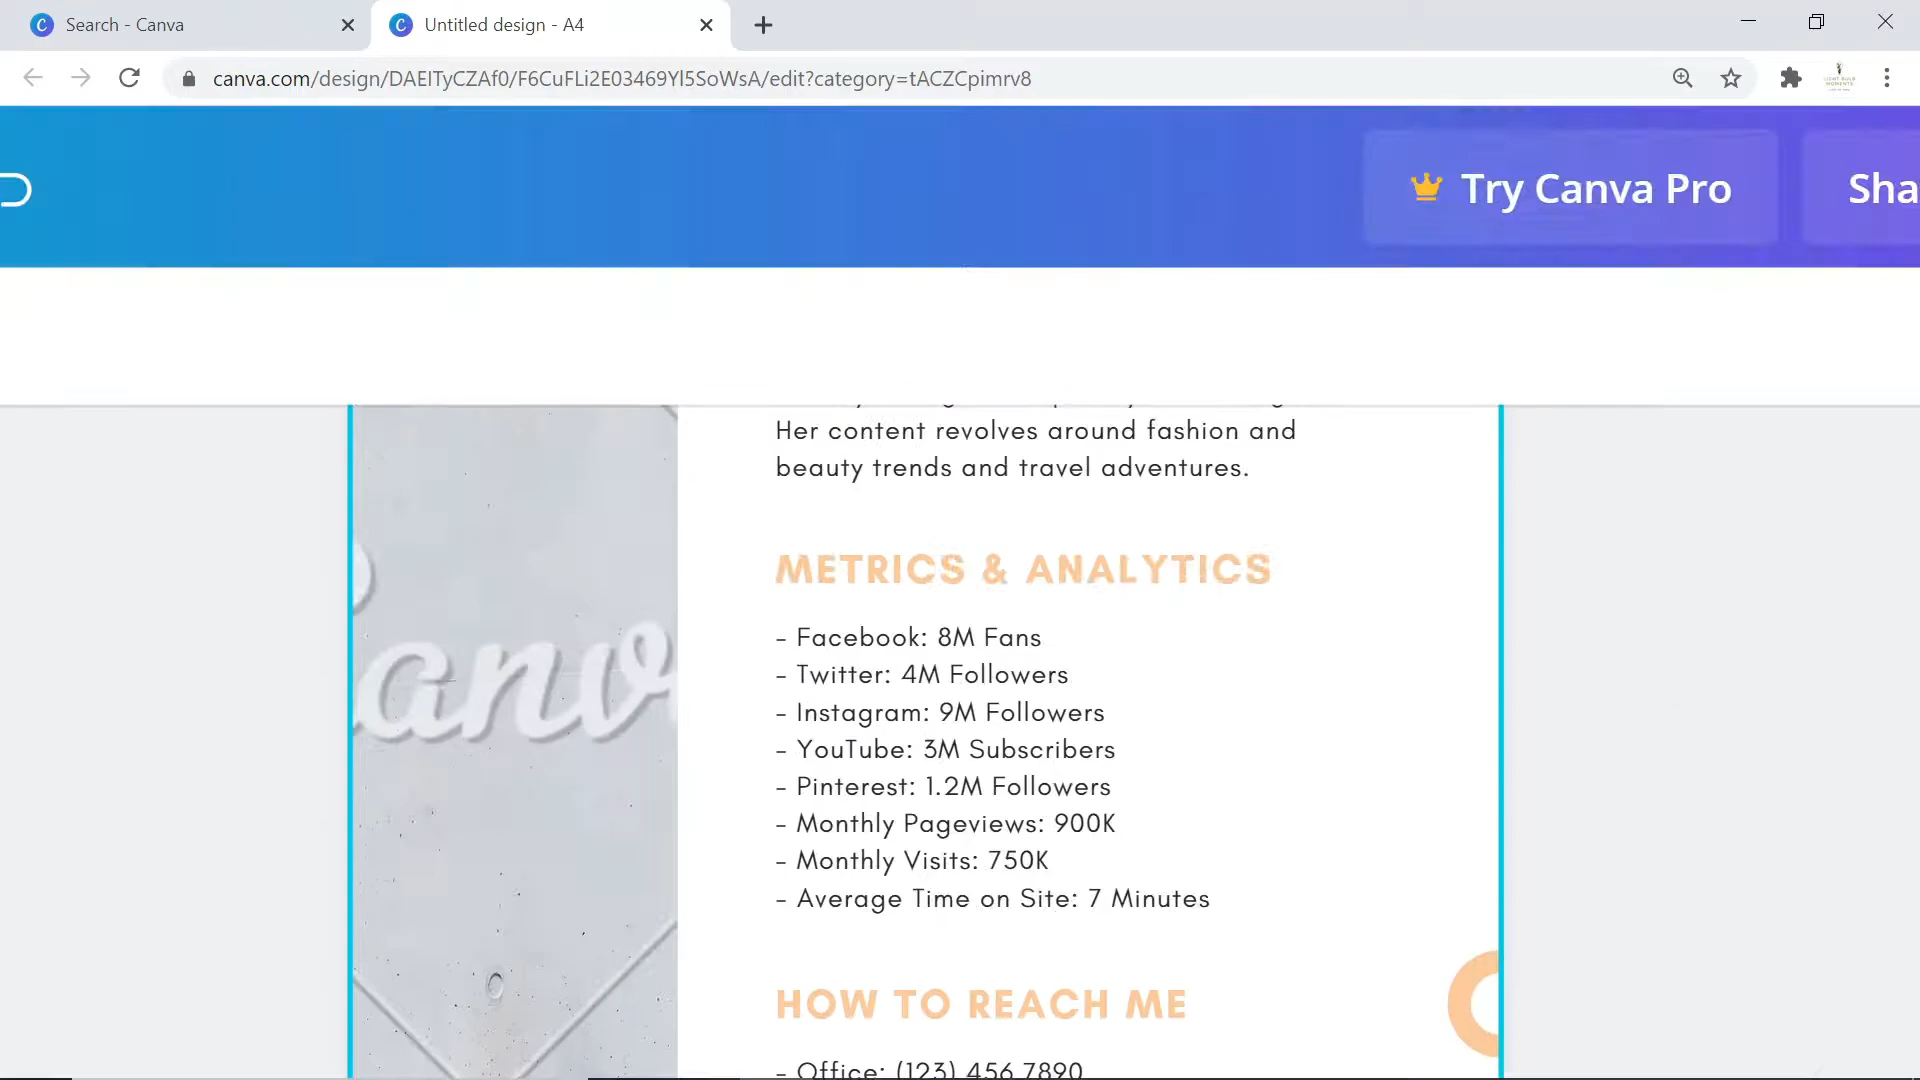 Search - Canva
Untitled design - A4
canva.com/design/DAEITyCZAf0/F6CuFLi2E03469Yl5SoWsA/edit?category=tACZCpimrv8
Try Canva Pro
Sha
Her content revolves around fashion and
beauty trends and travel adventures.
METRICS & ANALYTICS
- Facebook: 8M Fans
- Twitter: 4M Followers
- Instagram: 9M Followers
- YouTube: 3M Subscribers
- Pinterest: 1.2M Followers
- Monthly Pageviews: 900K
- Monthly Visits: 750K
- Average Time on Site: 7 Minutes
anv
HOW TO REACH ME
- Office: (123) 456 7890